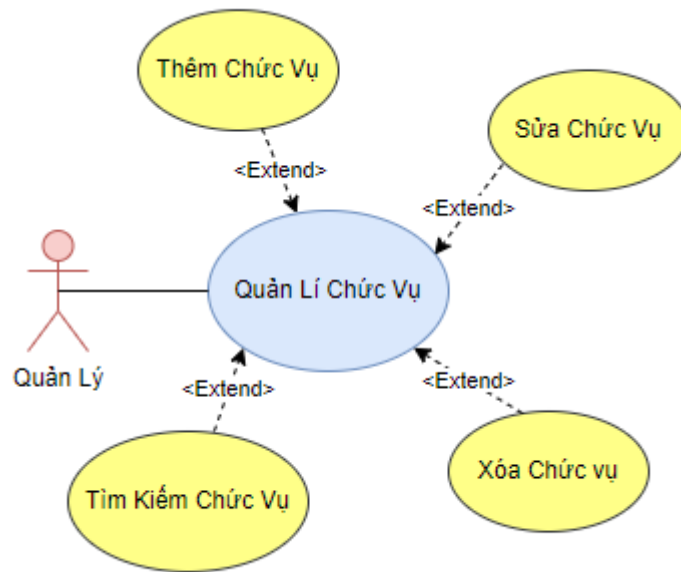 Thêm Chức Vụ
Sửa Chức Vụ
<Extend>
<Extend>
Quản Lí Chức Vụ
Quản Lý
<Extend>
<Extend>
Tìm Kiếm Chức Vụ
Xóa Chức vụ